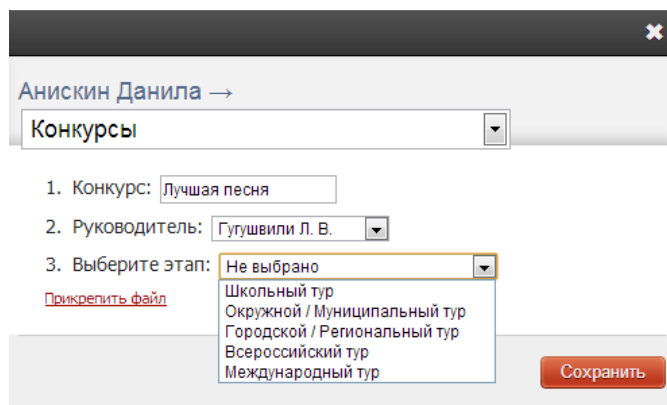 Анискин Данила →
Конкурсы
1. Конкурс: Лучшая песня
2. Руководитель: Гугушвили Л. В.
3. Выберите этап: Не выбрано
Прикрепить файл
Школьный тур
Окружной / Муниципальный тур
Городской / Региональный тур
Всероссийский тур
Международный тур
Сохранить